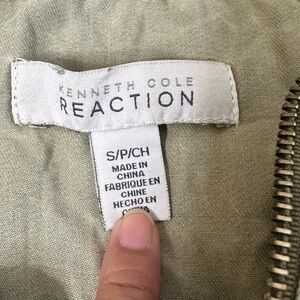 KENNETH COLE
REACTION
S/P/CH
MADE IN
CHINA
FABRIQUE EN
CHINE
HECHO EN